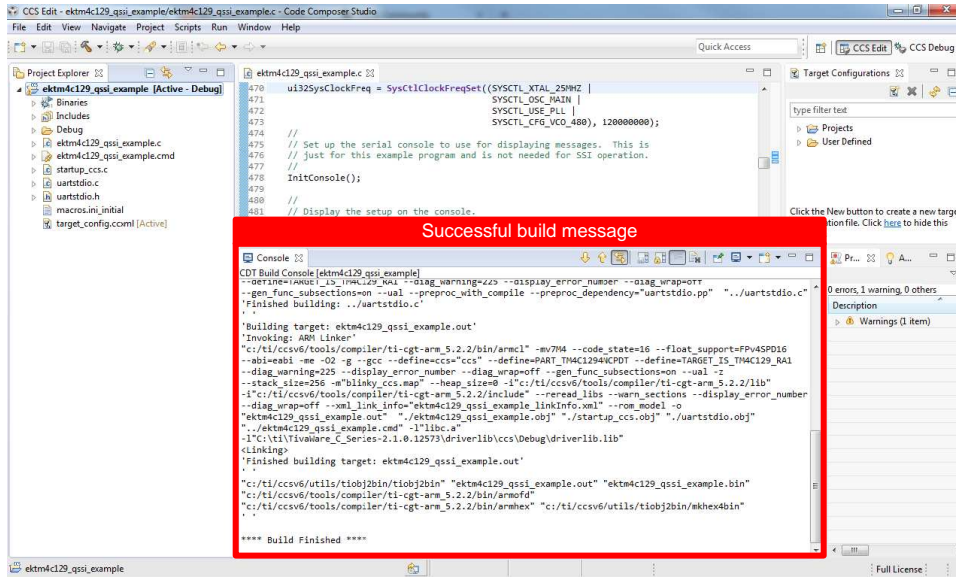 CCS Edit - ektm4c129_qssi_example/ektm4c129_qssi_example.c - Code Composer Studio
File Edit View Navigate Project Scripts Run Window Help
Quick Access
CCS Edit
CCS Debug
Project Explorer
ektm4c129_qssi_example [Active - Debug]
Binaries
Includes
Debug
ektm4c129_qssi_example.c
ektm4c129_qssi_example.cmd
startup_ccs.c
uartstdio.c
uartstdio.h
macros.ini_initial
target_config.ccxml [Active]
ektm4c129_qssi_example.c
470 ui32SysClockFreq = SysCtlClockFreqSet((SYSCTL_XTAL_25MHZ |
471 SYSCTL_OSC_MAIN |
472 SYSCTL_USE_PLL |
473 SYSCTL_CFG_VCO_480), 120000000);
474 //
475 // Set up the serial console to use for displaying messages. This is
476 // just for this example program and is not needed for SSI operation.
477 //
478 InitConsole();
479
480 //
481 // Display the setup on the console.
Target Configurations
type filter text
Projects
User Defined
Click the New button to create a new targe
tion file. Click here to hide this
Successful build message
Console
CDT Build Console [ektm4c129_qssi_example]
--define=TARGET_IS_TM4C129_RA1 --diag_warning=225 --display_error_number --diag_wrap=off
--gen_func_subsections=on --ual --preproc_with_compile --preproc_dependency="uartstdio.pp" "../uartstdio.c"
'Finished building: ../uartstdio.c'
' '
'Building target: ektm4c129_qssi_example.out'
'Invoking: ARM Linker'
"c:/ti/ccsv6/tools/compiler/ti-cgt-arm_5.2.2/bin/armcl" -mv7M4 --code_state=16 --float_support=FPv4SPD16
--abi=eabi -me -O2 -g --gcc --define=ccs="ccs" --define=PART_TM4C1294NCPDT --define=TARGET_IS_TM4C129_RA1
--diag_warning=225 --display_error_number --diag_wrap=off --gen_func_subsections=on --ual -z
--stack_size=256 -m"blinky_ccs.map" --heap_size=0 -i"c:/ti/ccsv6/tools/compiler/ti-cgt-arm_5.2.2/lib"
-i"c:/ti/ccsv6/tools/compiler/ti-cgt-arm_5.2.2/include" --reread_libs --warn_sections --display_error_number
--diag_wrap=off --xml_link_info="ektm4c129_qssi_example_linkInfo.xml" --rom_model -o
"ektm4c129_qssi_example.out" "./ektm4c129_qssi_example.obj" "./startup_ccs.obj" "./uartstdio.obj"
"../ektm4c129_qssi_example.cmd" -l"libc.a"
-l"C:\ti\TivaWare_C_Series-2.1.0.12573\driverlib\ccs\Debug\driverlib.lib"
<Linking>
'Finished building target: ektm4c129_qssi_example.out'
' '
"c:/ti/ccsv6/utils/tiobj2bin/tiobj2bin" "ektm4c129_qssi_example.out" "ektm4c129_qssi_example.bin"
"c:/ti/ccsv6/tools/compiler/ti-cgt-arm_5.2.2/bin/armofd"
"c:/ti/ccsv6/tools/compiler/ti-cgt-arm_5.2.2/bin/armhex" "c:/ti/ccsv6/utils/tiobj2bin/mkhex4bin"
' '
**** Build Finished ****
Pr...
A...
0 errors, 1 warning, 0 others
Description
Warnings (1 item)
ektm4c129_qssi_example
Full License